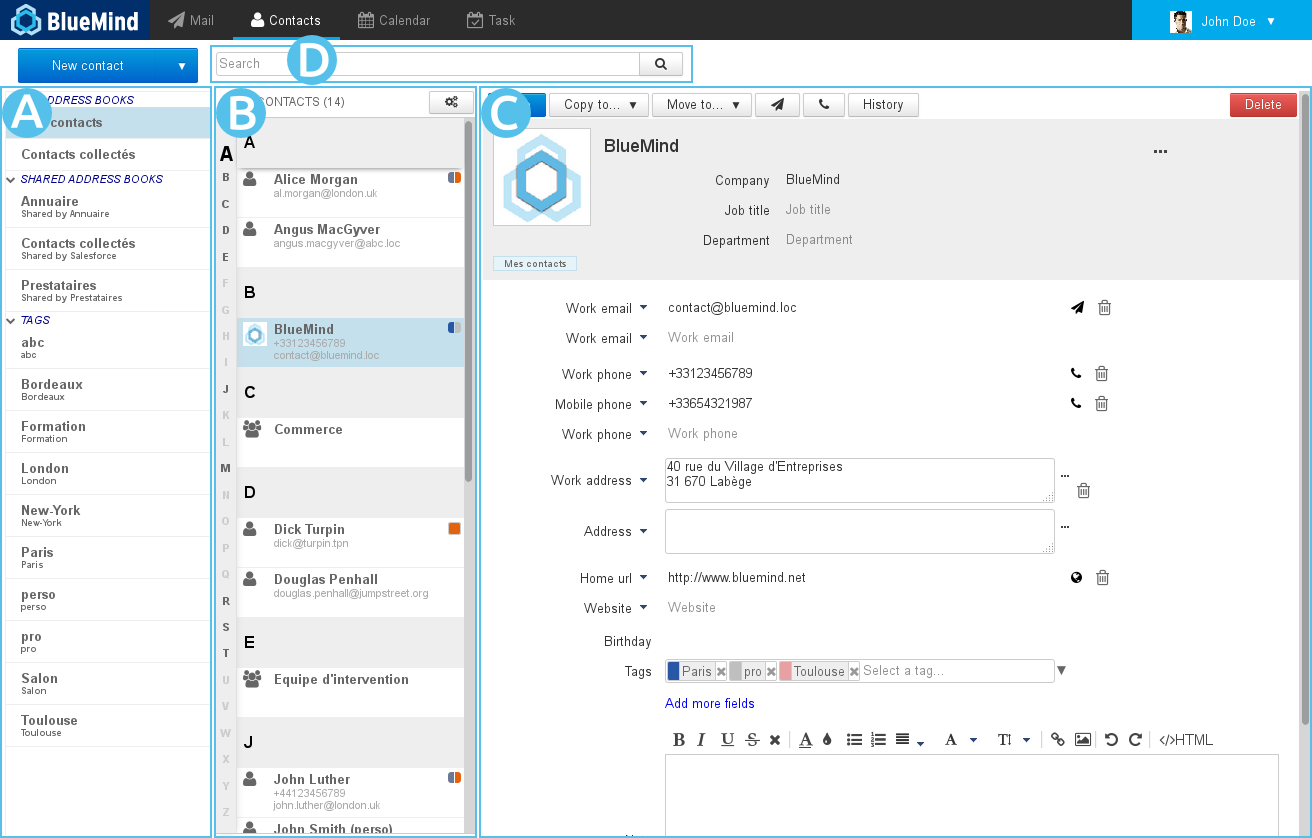 BlueMind
Mail
Contacts
Calendar
Task
John Doe
New contact
Search
D
A
DDRESS BOOKS
contacts
Contacts collectés
SHARED ADDRESS BOOKS
Annuaire
Shared by Annuaire
Contacts collectés
Shared by Salesforce
Prestataires
Shared by Prestataires
TAGS
abc
abc
Bordeaux
Bordeaux
Formation
Formation
London
London
New-York
New-York
Paris
Paris
perso
perso
pro
pro
Salon
Salon
Toulouse
Toulouse
B
CONTACTS (14)
A
B
C
D
E
F
G
H
I
J
K
L
M
N
O
P
Q
R
S
T
U
V
W
X
Y
Z
A
Alice Morgan
al.morgan@london.uk
Angus MacGyver
angus.macgyver@abc.loc
B
BlueMind
+33123456789
contact@bluemind.loc
C
Commerce
D
Dick Turpin
dick@turpin.tpn
Douglas Penhall
douglas.penhall@jumpstreet.org
E
Equipe d'intervention
J
John Luther
+44123456789
john.luther@london.uk
John Smith (perso)
C
Copy to...
Move to...
History
Delete
BlueMind
...
Company BlueMind
Job title Job title
Department Department
Mes contacts
Work email contact@bluemind.loc
Work email Work email
Work phone +33123456789
Mobile phone +33654321987
Work phone Work phone
Work address 40 rue du Village d'Entreprises
31 670 Labège
...
Address
...
Home url http://www.bluemind.net
Website Website
Birthday
Tags Paris pro Toulouse Select a tag...
Add more fields
B I U S A A T! </>HTML